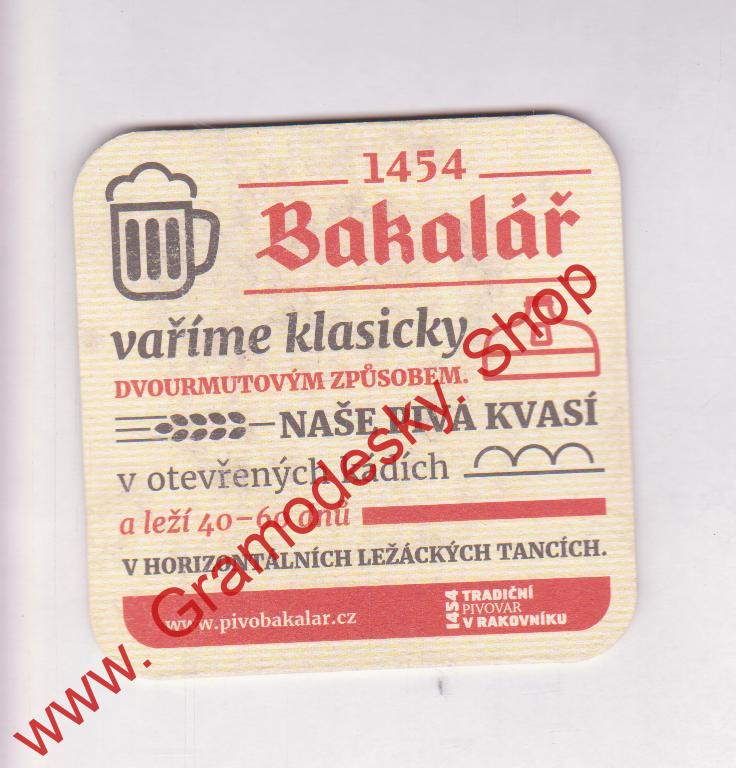 1454
Bakalář
vaříme klasicky
DVOURMUTOVÝM ZPŮSOBEM.
NAŠE PIVA KVASÍ
v otevřených kádích
a leží 40–60 dnů
V HORIZONTÁLNÍCH LEŽÁCKÝCH TANCÍCH.
www.pivobakalar.cz
1454 TRADIČNÍ
PIVOVAR
V RAKOVNÍKU
www. Gramodesky. Shop